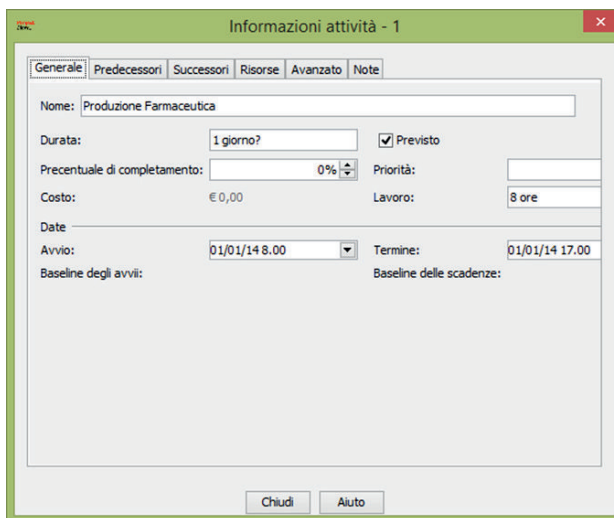 Informazioni attività - 1
Generale Predecessori Successori Risorse Avanzato Note
Nome: Produzione Farmaceutica
Durata: 1 giorno? Previsto
Precentuale di completamento: 0% Priorità:
Costo: € 0,00 Lavoro: 8 ore
Date
Avvio: 01/01/14 8.00 Termine: 01/01/14 17.00
Baseline degli avvii: Baseline delle scadenze:
Chiudi Aiuto